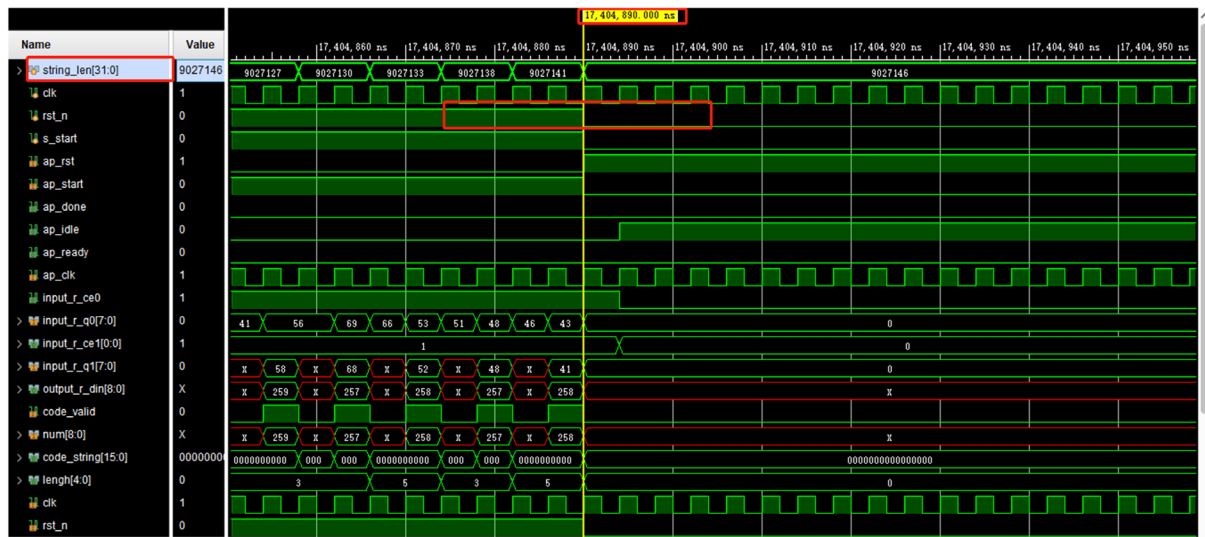 17,404,890.000 ns
Name Value
17,404,860 ns 17,404,870 ns 17,404,880 ns 17,404,890 ns 17,404,900 ns 17,404,910 ns 17,404,920 ns 17,404,930 ns 17,404,940 ns 17,404,950 ns
string_len[31:0] 9027146 9027127 9027130 9027133 9027138 9027141 9027146
clk 1
rst_n 0
s_start 0
ap_rst 1
ap_start 0
ap_done 0
ap_idle 0
ap_ready 0
ap_clk 1
input_r_ce0 1
input_r_q0[7:0] 0 41 56 69 66 53 51 48 46 43 0
input_r_ce1[0:0] 1 1 0
input_r_q1[7:0] 0 X 58 X 68 X 52 X 48 X 41 0
output_r_din[8:0] X X 259 X 257 X 258 X 257 X 258 X
code_valid 0
num[8:0] X X 259 X 257 X 258 X 257 X 258 X
code_string[15:0] 00000000 0000000000 000 000 0000000000 000 000 0000000000 0000000000000000
lengh[4:0] 0 3 5 3 5 0
clk 1
rst_n 0